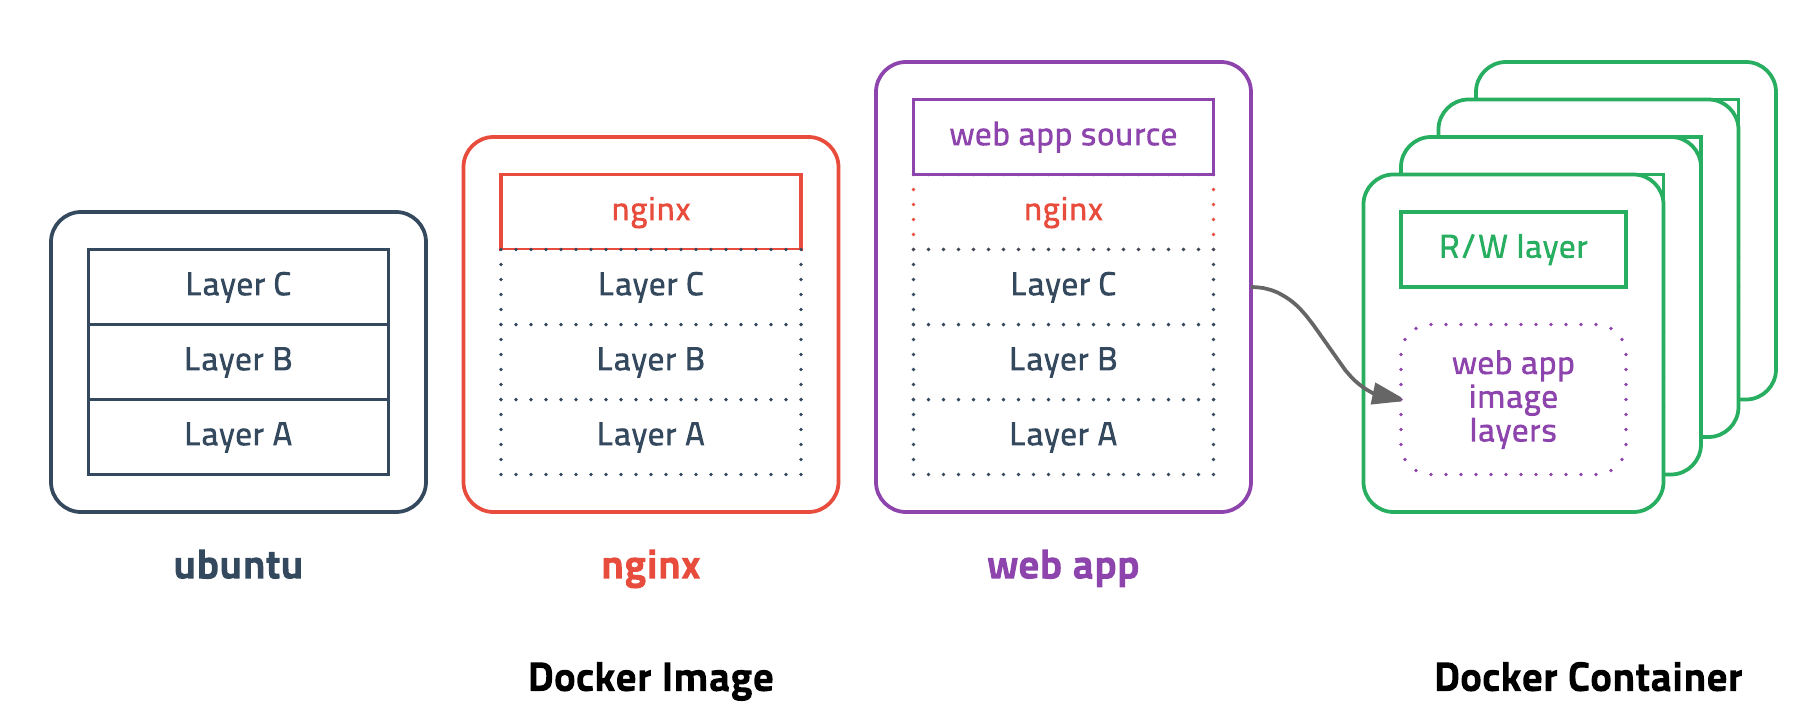 Layer C
Layer B
Layer A
ubuntu
nginx
Layer C
Layer B
Layer A
nginx
web app source
nginx
Layer C
Layer B
Layer A
web app
R/W layer
web app
image
layers
Docker Image
Docker Container